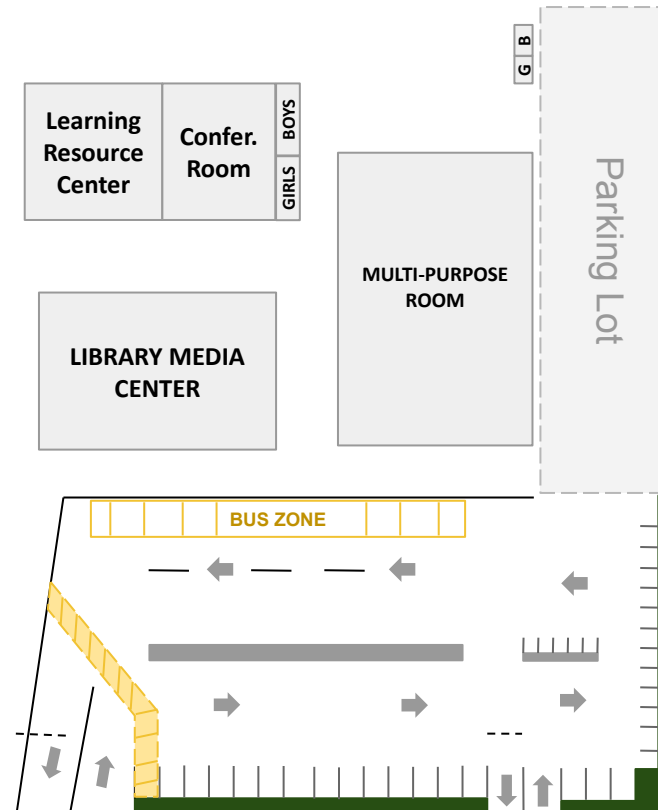 B
G
Learning
Resource
Center
Confer.
Room
BOYS
GIRLS
Parking Lot
MULTI-PURPOSE
ROOM
LIBRARY MEDIA
CENTER
BUS ZONE